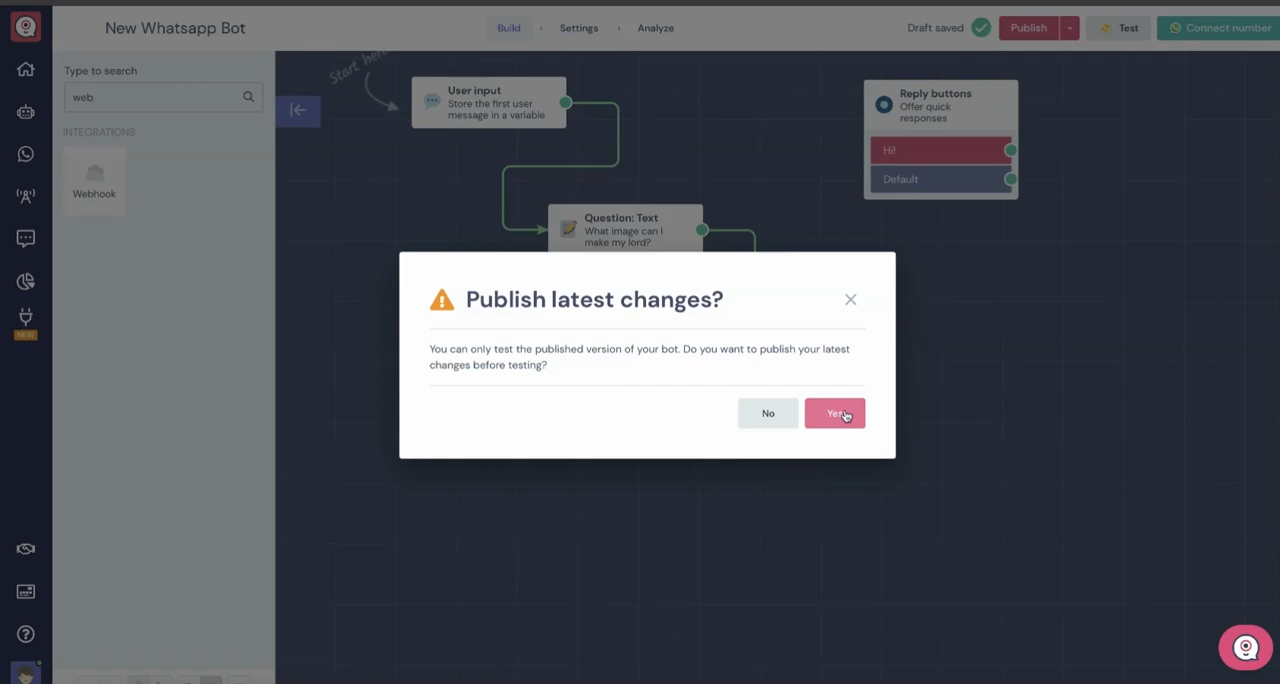 New Whatsapp Bot
Build
Settings
Analyze
Draft saved
Publish
Test
Connect number
Type to search
web
INTEGRATIONS
Webhook
NEW
Start here
User input
Store the first user
message in a variable
Reply buttons
Offer quick
responses
Hi!
Default
Question: Text
What image can I
make my lord?
Publish latest changes?
You can only test the published version of your bot. Do you want to publish your latest
changes before testing?
No
Yes